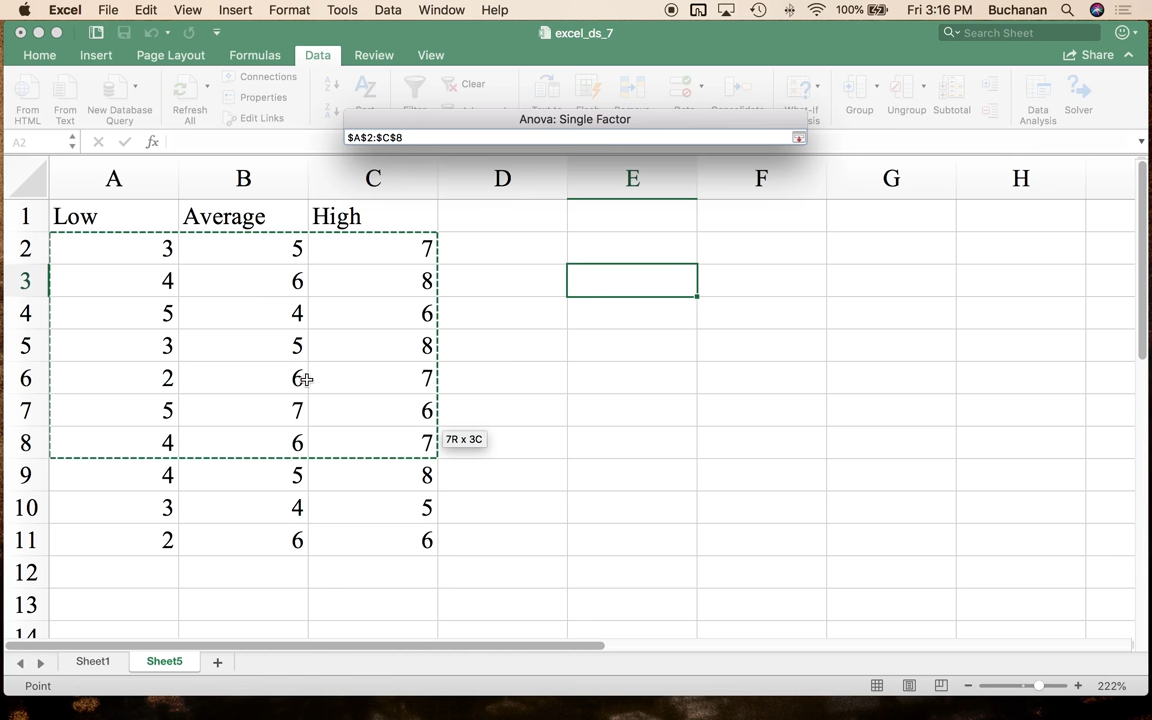 Excel File Edit View Insert Format Tools Data Window Help 100% Fri 3:16 PM Buchanan
excel_ds_7 Search Sheet
Home Insert Page Layout Formulas Data Review View Share
From HTML From Text New Database Query Refresh All Connections Properties Edit Links Clear Group Ungroup Subtotal Data Analysis Solver
Anova: Single Factor
A2 fx $A$2:$C$8
A B C D E F G H
1 Low Average High
2 3 5 7
3 4 6 8
4 5 4 6
5 3 5 8
6 2 6 7
7 5 7 6
8 4 6 7 7R x 3C
9 4 5 8
10 3 4 5
11 2 6 6
12
13
14
Sheet1 Sheet5
Point 222%